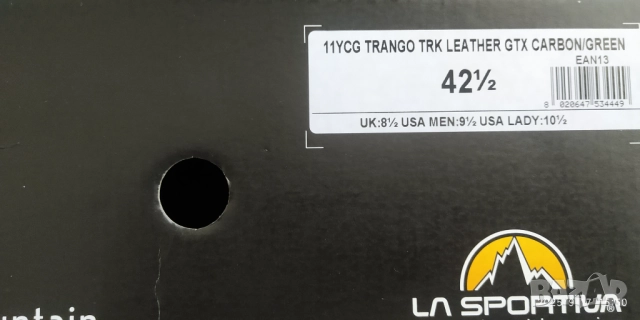 11YCG TRANGO TRK LEATHER GTX CARBON/GREEN
EAN13
42½
8 020647 534449
UK:8½ USA MEN:9½ USA LADY:10½
LA SPORTIVA®